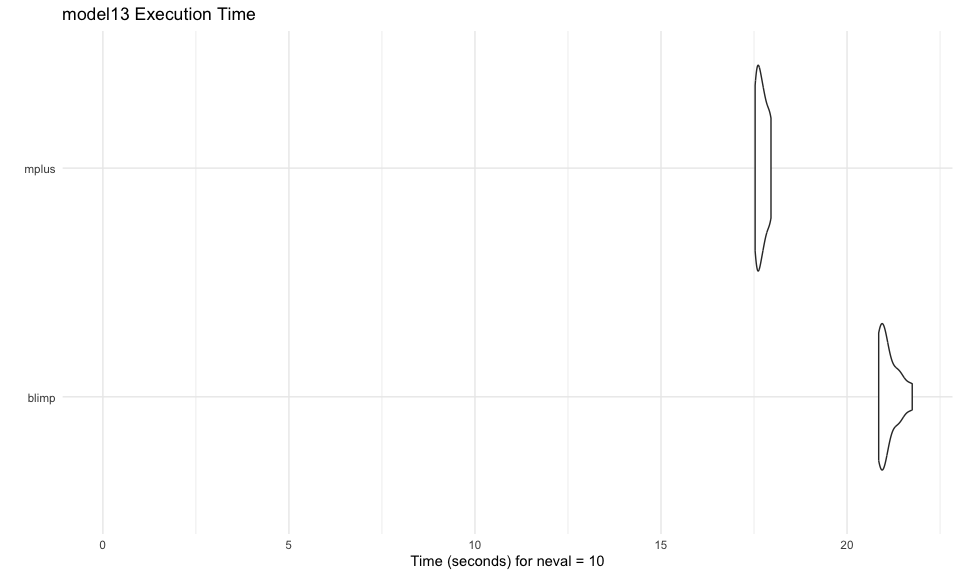 model13 Execution Time
mplus
blimp
0 5 10 15 20
Time (seconds) for neval = 10